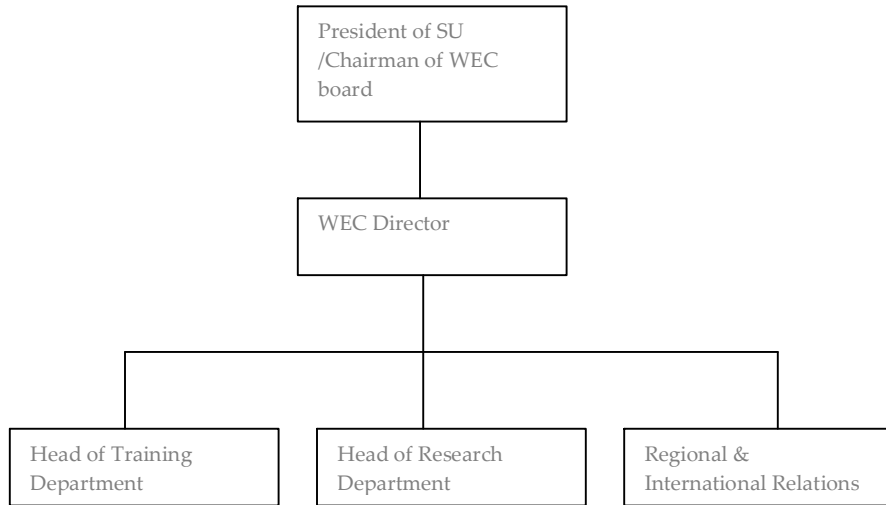 President of SU
/Chairman of WEC
board
WEC Director
Head of Training
Department
Head of Research
Department
Regional &
International Relations